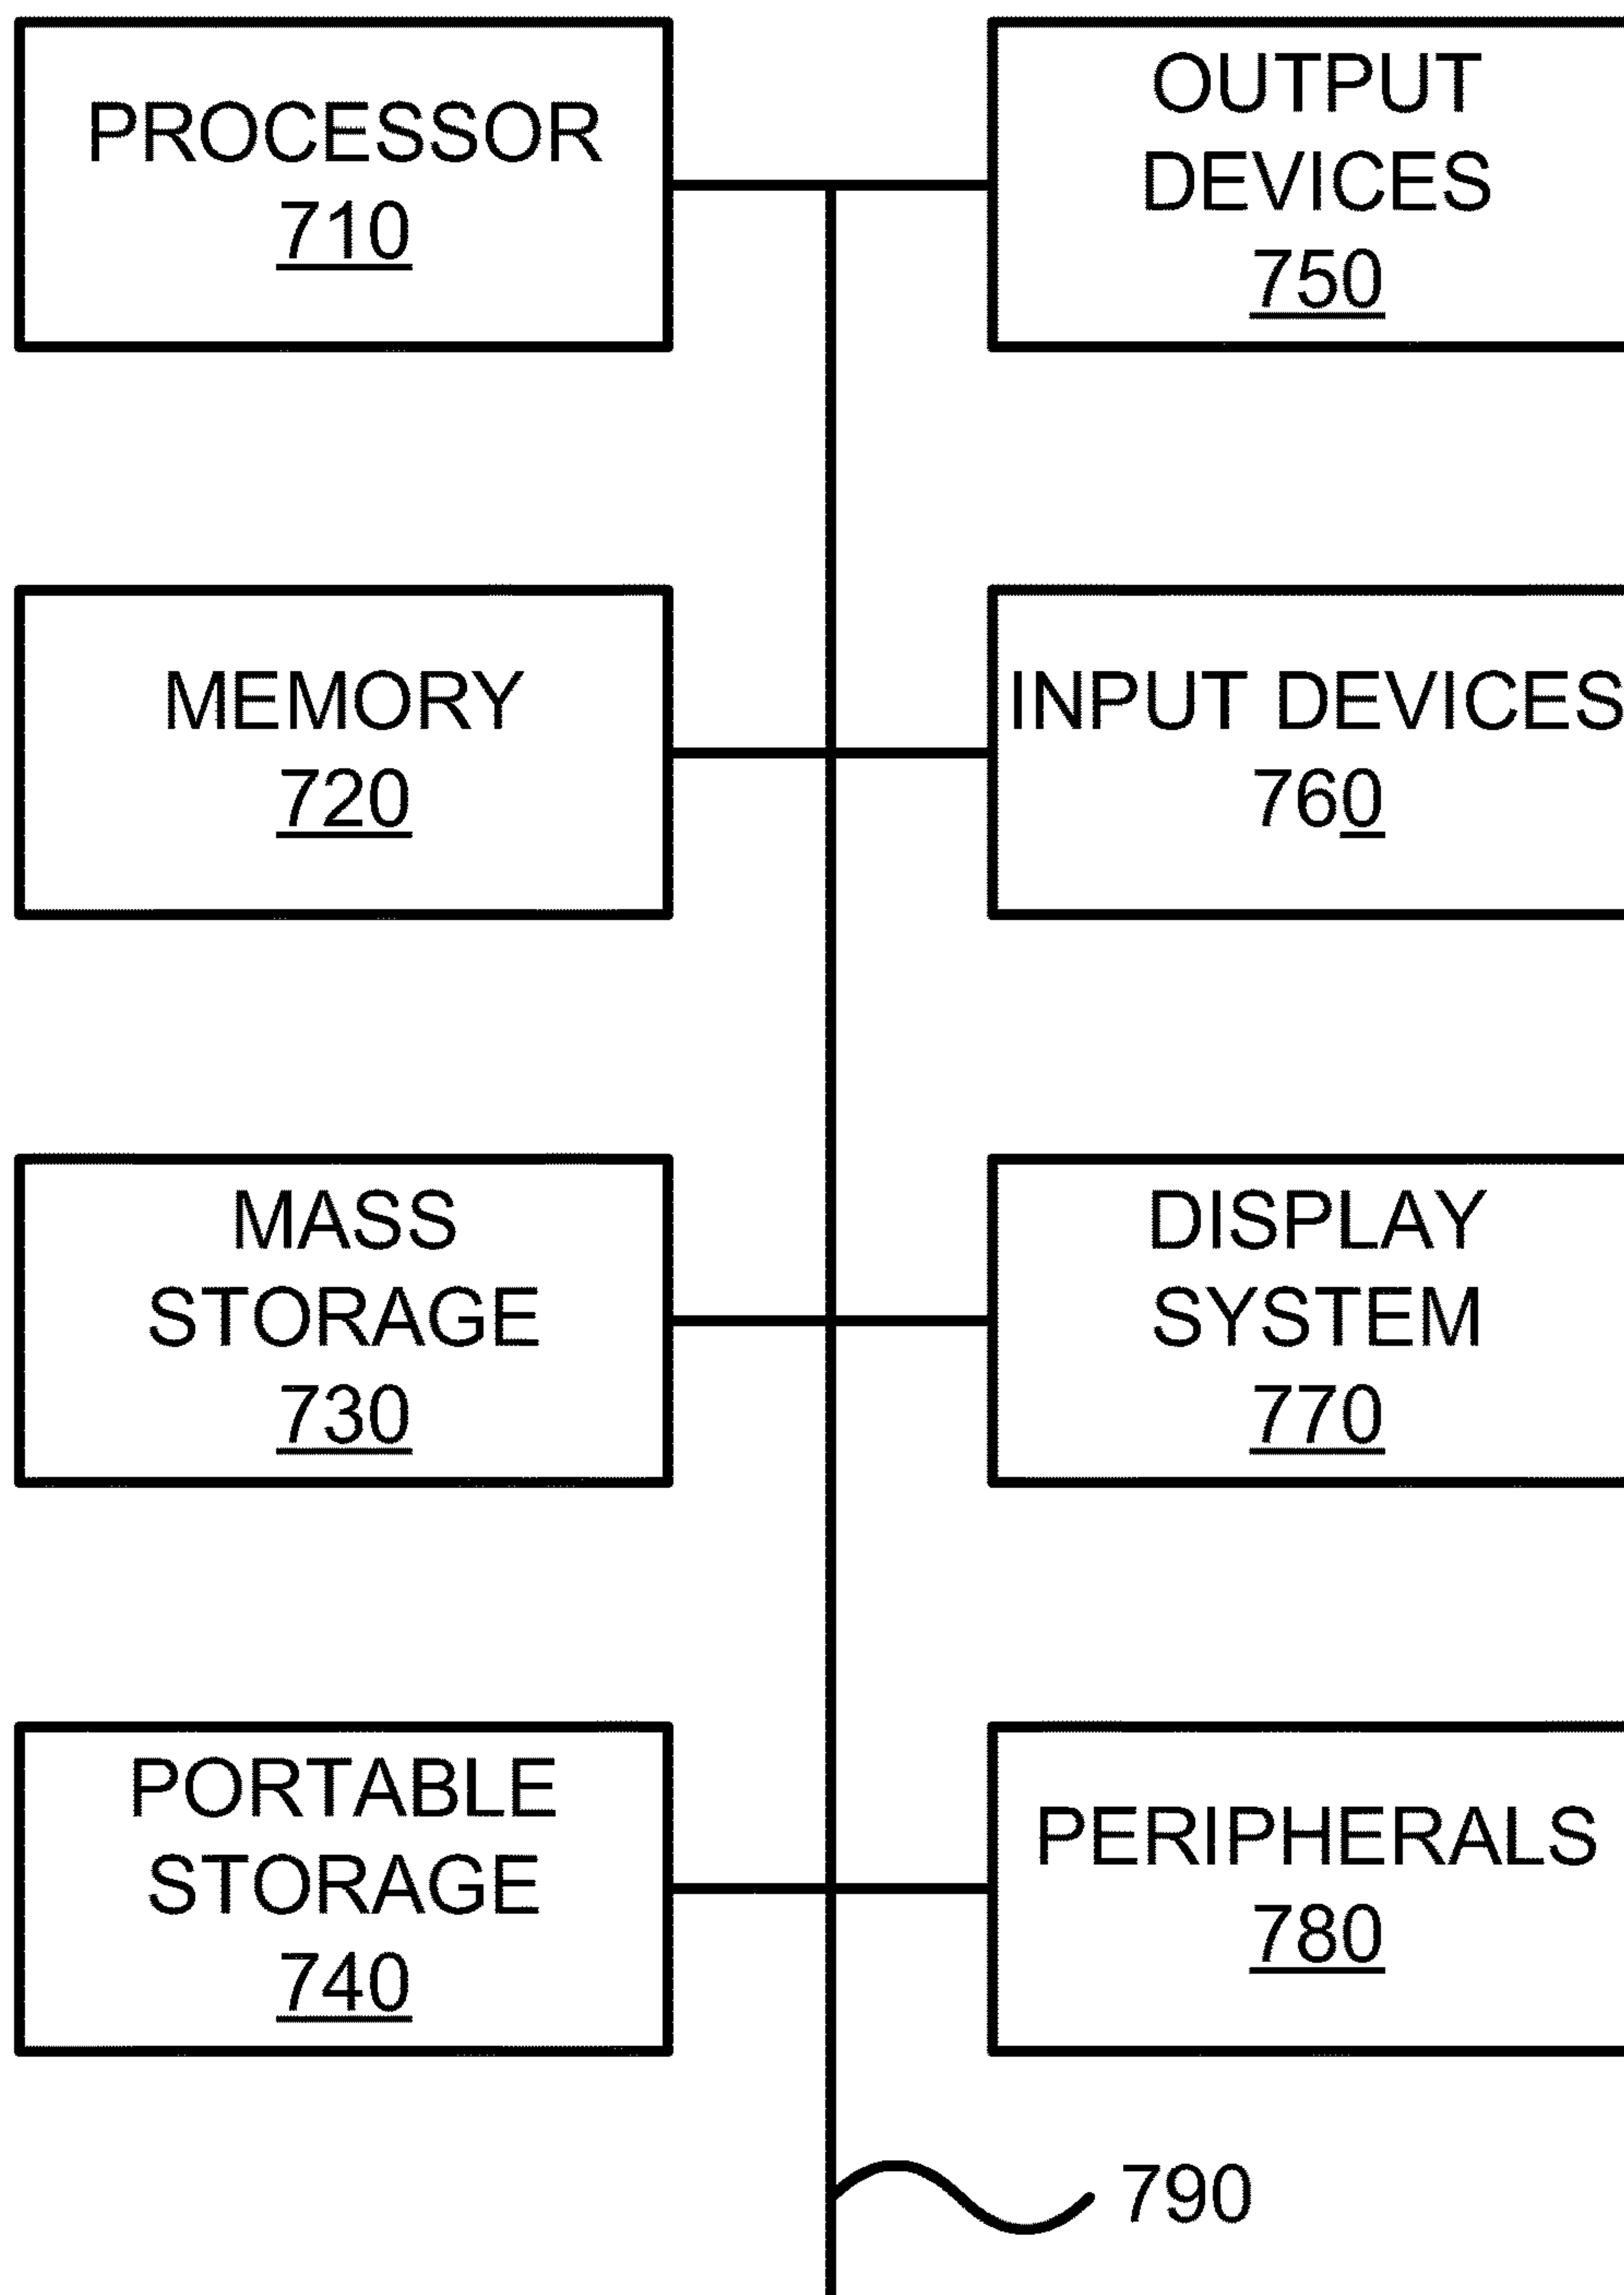 PROCESSOR
710
OUTPUT
DEVICES
750
MEMORY
720
INPUT DEVICES
760
MASS
STORAGE
730
DISPLAY
SYSTEM
770
PORTABLE
STORAGE
740
PERIPHERALS
780
790